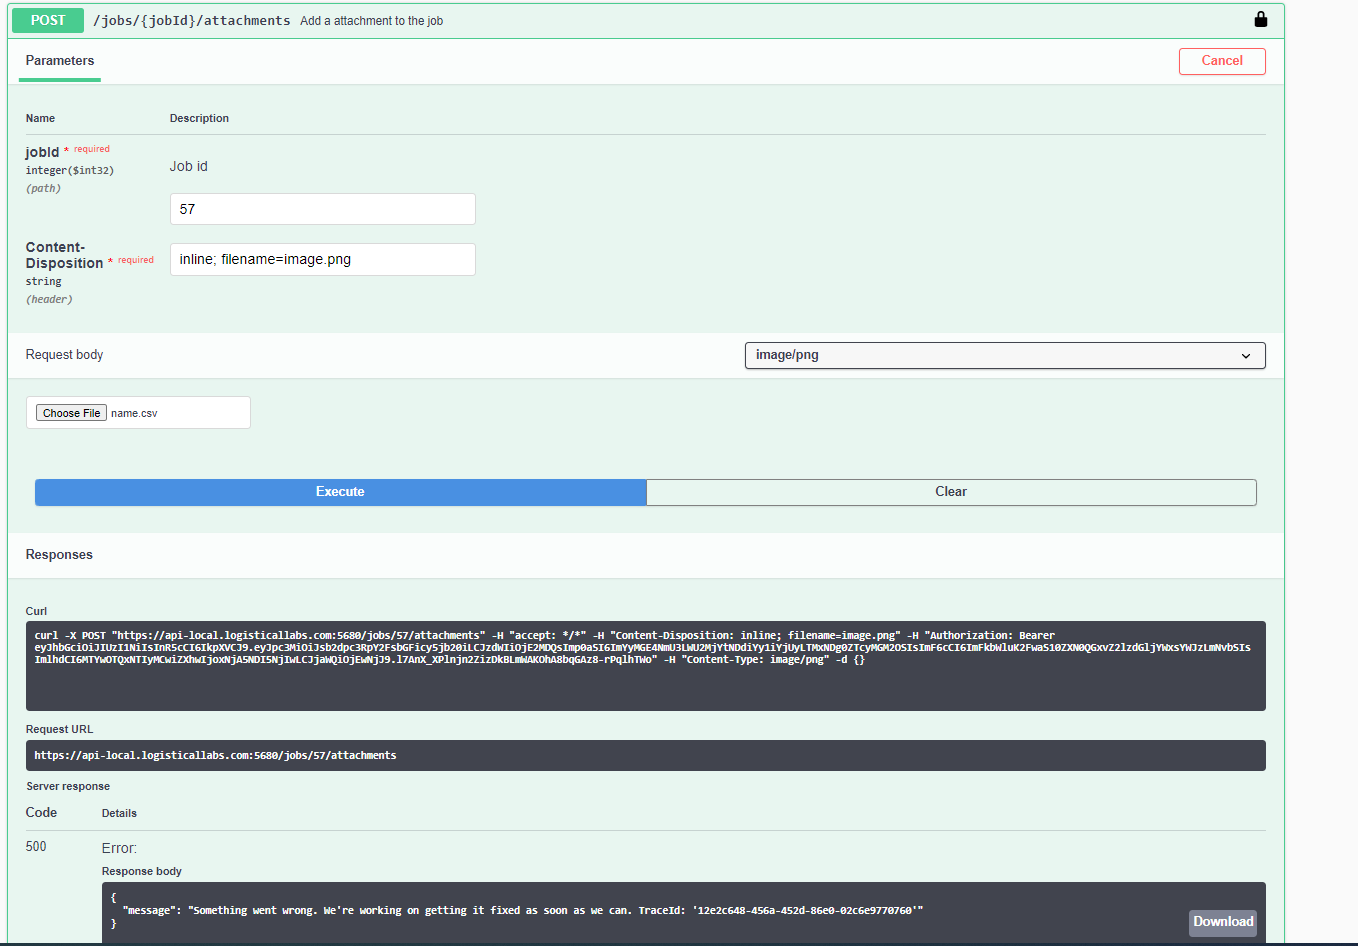 POST /jobs/{jobId}/attachments Add a attachment to the job
Parameters
Cancel
Name Description
jobId * required
integer($int32)
(path)
Job id
57
Content-
Disposition * required
string
(header)
inline; filename=image.png
Request body
image/png
Choose File name.csv
Execute
Clear
Responses
Curl
curl -X POST "https://api-local.logisticallabs.com:5680/jobs/57/attachments" -H "accept: */*" -H "Content-Disposition: inline; filename=image.png" -H "Authorization: Bearer
" -H "Content-Type: image/png" -d {}
Request URL
https://api-local.logisticallabs.com:5680/jobs/57/attachments
Server response
Code Details
500 Error:
Response body
{
"message": "Something went wrong. We're working on getting it fixed as soon as we can. TraceId: '12e2c648-456a-452d-86e0-02c6e9770760'"
}
Download